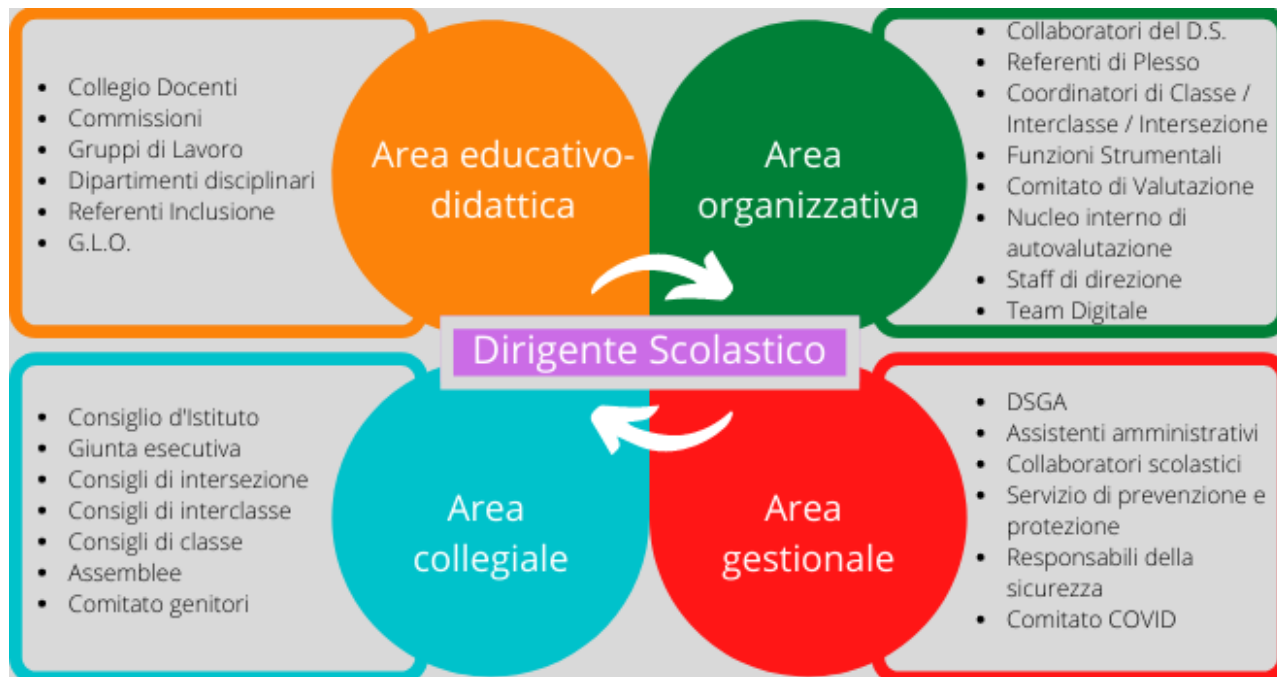 • Collegio Docenti
• Commissioni
• Gruppi di Lavoro
• Dipartimenti disciplinari
• Referenti Inclusione
• G.L.O.
Area educativo-
didattica
Area
organizzativa
• Collaboratori del D.S.
• Referenti di Plesso
• Coordinatori di Classe /
Interclasse / Intersezione
• Funzioni Strumentali
• Comitato di Valutazione
• Nucleo interno di
autovalutazione
• Staff di direzione
• Team Digitale
Dirigente Scolastico
• Consiglio d'Istituto
• Giunta esecutiva
• Consigli di intersezione
• Consigli di interclasse
• Consigli di classe
• Assemblee
• Comitato genitori
Area
collegiale
Area
gestionale
• DSGA
• Assistenti amministrativi
• Collaboratori scolastici
• Servizio di prevenzione e
protezione
• Responsabili della
sicurezza
• Comitato COVID